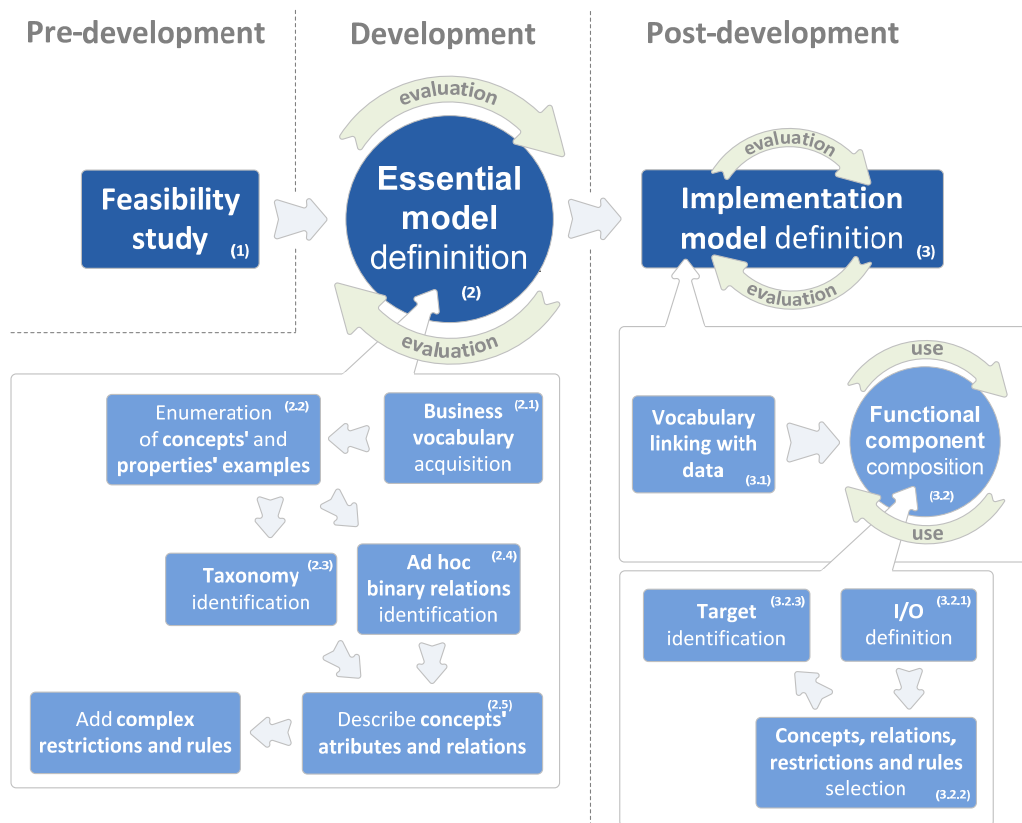 Pre-development
Development
Post-development
evaluation
Feasibility
study (1)
Essential
model
defininition
(2)
evaluation
evaluation
Implementation
model definition (3)
evaluation
Business (2.1)
vocabulary
acquisition
Enumeration (2.2)
of concepts' and
properties' examples
Taxonomy (2.3)
identification
Ad hoc (2.4)
binary relations
identification
(2.5)
Describe concepts'
atributes and relations
Add complex
restrictions and rules
Vocabulary
linking with
data (3.1)
use
Functional
component
composition
(3.2)
use
I/O (3.2.1)
definition
Concepts, relations,
restrictions and rules
selection (3.2.2)
Target (3.2.3)
identification